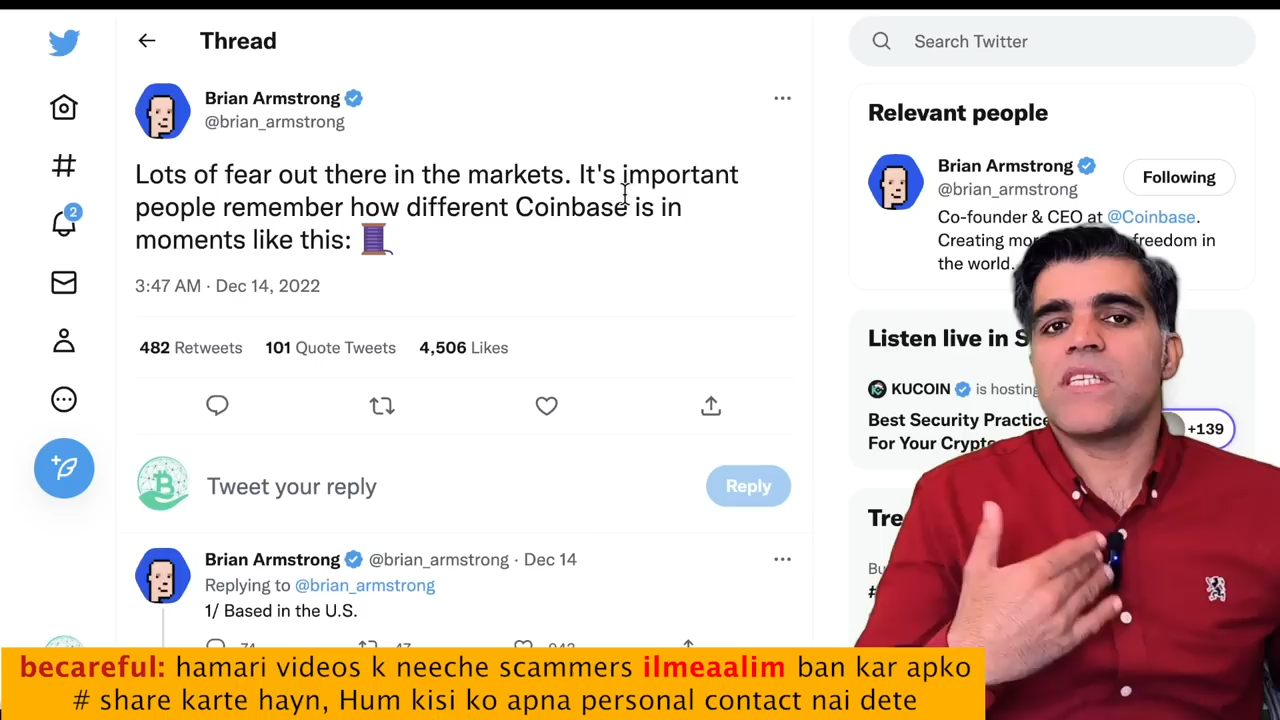 Thread
Search Twitter
Brian Armstrong
@brian_armstrong
Lots of fear out there in the markets. It's important
people remember how different Coinbase is in
moments like this:
3:47 AM · Dec 14, 2022
482 Retweets 101 Quote Tweets 4,506 Likes
Tweet your reply
Reply
Brian Armstrong @brian_armstrong · Dec 14
Replying to @brian_armstrong
1/ Based in the U.S.
2
Relevant people
Brian Armstrong
@brian_armstrong
Following
Co-founder & CEO at @Coinbase.
Creating freedom in
the world.
Listen live in
KUCOIN is hosting
Best Security Practice
For Your
+139
becareful: hamari videos k neeche scammers ilmeaalim ban kar apko
# share karte hayn, Hum kisi ko apna personal contact nai dete